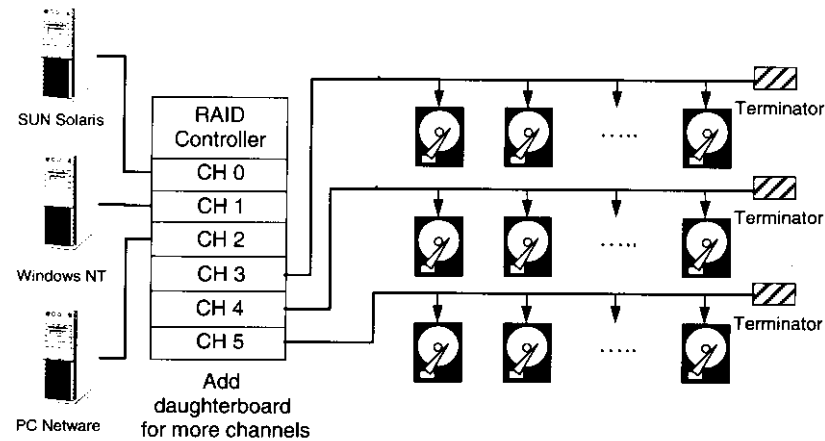 SUN Solaris
Windows NT
PC Netware
RAID
Controller
CH 0
CH 1
CH 2
CH 3
CH 4
CH 5
Add
daughterboard
for more channels
Terminator
.....
Terminator
.....
Terminator
.....